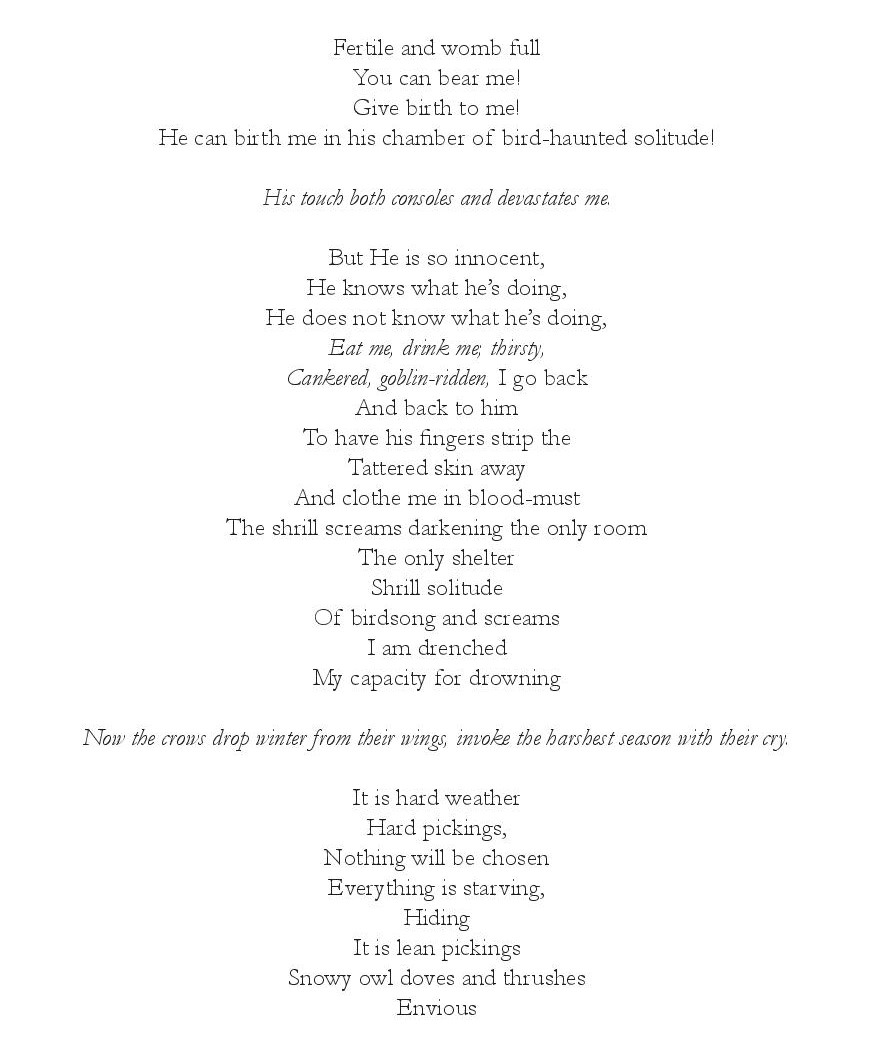 Fertile and womb full
You can bear me!
Give birth to me!
He can birth me in his chamber of bird-haunted solitude!
His touch both consoles and devastates me.
But He is so innocent,
He knows what he's doing,
He does not know what he's doing,
Eat me, drink me; thirsty,
Cankered, goblin-ridden, I go back
And back to him
To have his fingers strip the
Tattered skin away
And clothe me in blood-must
The shrill screams darkening the only room
The only shelter
Shrill solitude
Of birdsong and screams
I am drenched
My capacity for drowning
Now the crows drop winter from their wings, invoke the harshest season with their cry.
It is hard weather
Hard pickings,
Nothing will be chosen
Everything is starving,
Hiding
It is lean pickings
Snowy owl doves and thrushes
Envious